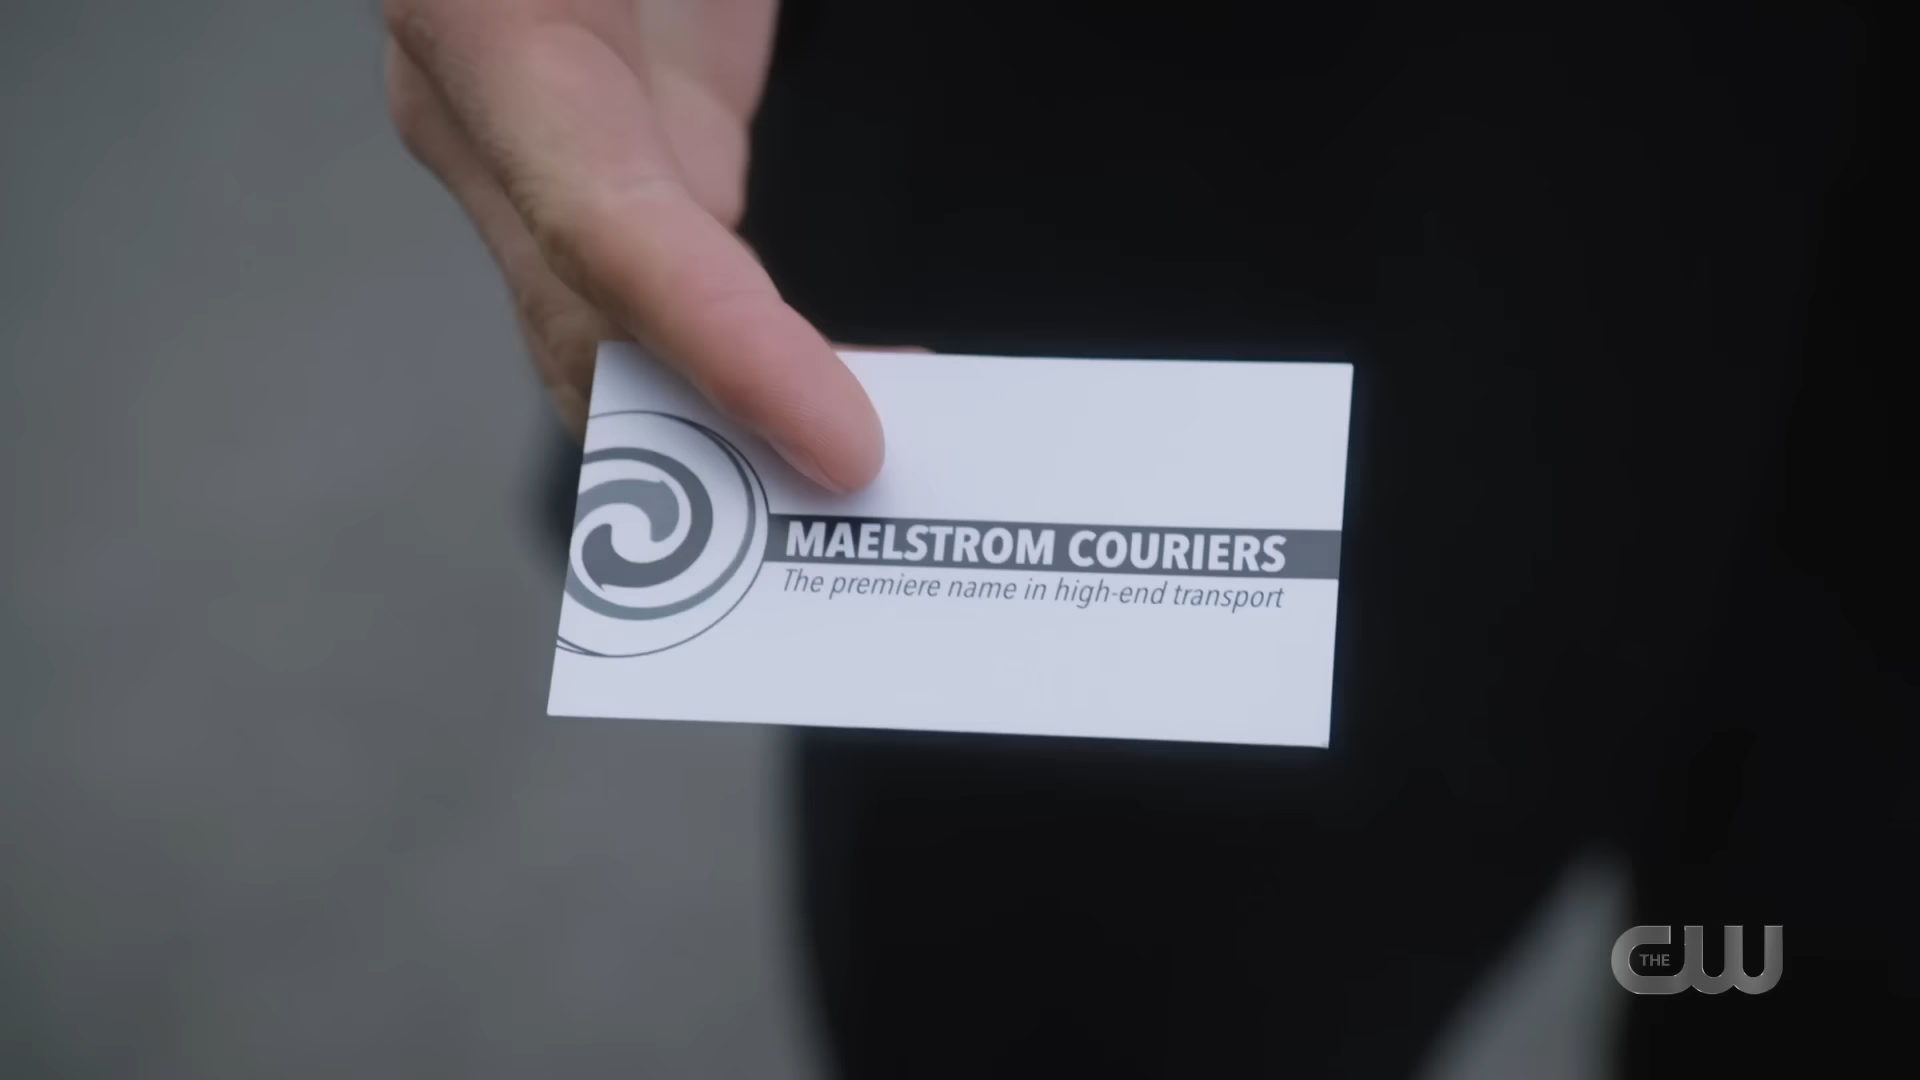 MAELSTROM COURIERS
The premiere name in high-end transport
THE CW